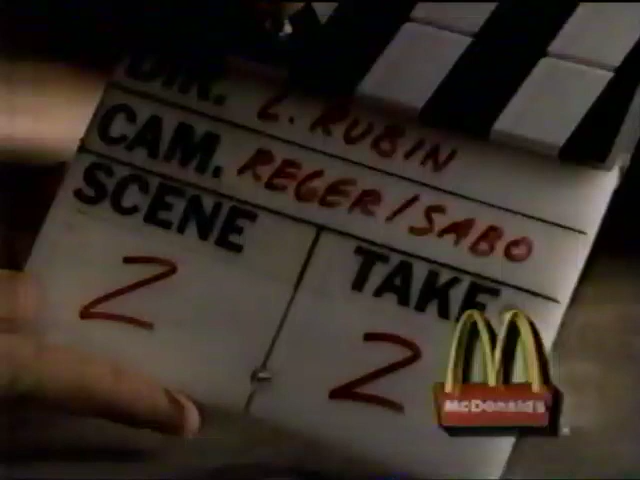 DIR. L. RUBIN
CAM. REGER/SABO
SCENE TAKE
2 2
McDonald's